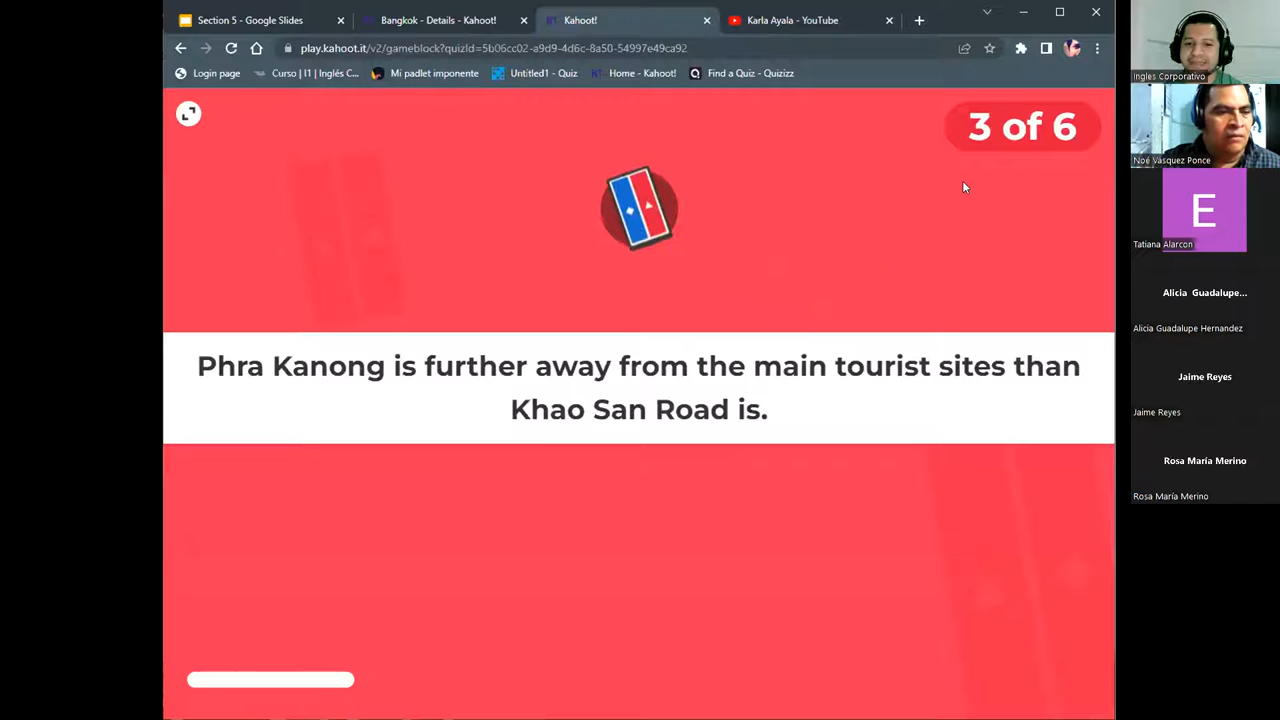 Section 5 - Google Slides
Bangkok - Details - Kahoot!
Kahoot!
Karla Ayala - YouTube
play.kahoot.it/v2/gameblock?quizId=5b06cc02-a9d9-4d6c-8a50-54997e49ca92
Login page
Curso | I1 | Inglés C...
Mi padlet imponente
Untitled1 - Quiz
Home - Kahoot!
Find a Quiz - Quizizz
3 of 6
Phra Kanong is further away from the main tourist sites than
Khao San Road is.
Ingles Corporativo
Noé Vasquez Ponce
E
Tatiana Alarcon
Alicia Guadalupe...
Alicia Guadalupe Hernandez
Jaime Reyes
Jaime Reyes
Rosa María Merino
Rosa María Merino